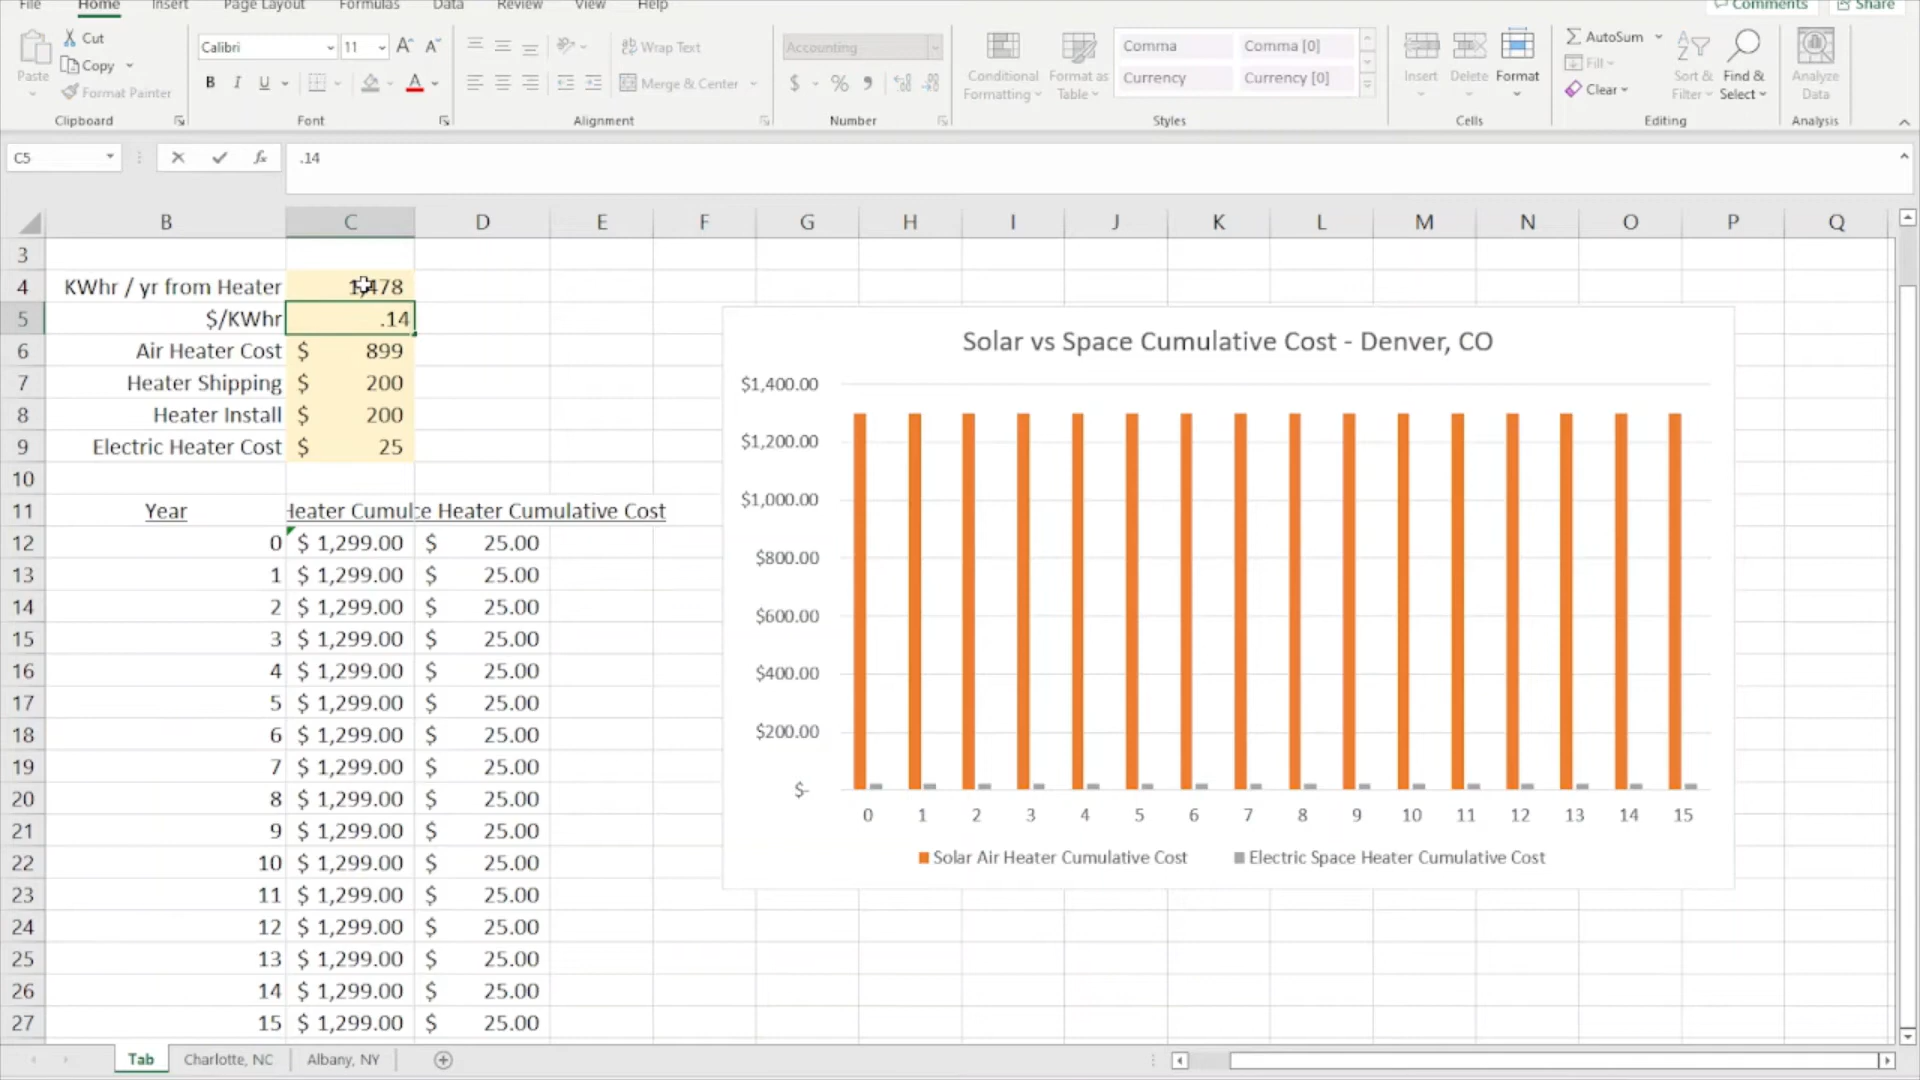 File Home Insert Page Layout Formulas Data Review View Help Comments Share
Paste Cut Copy Format Painter
Calibri 11 B I U
Wrap Text Merge & Center
Accounting $ % 9
Conditional Formatting Format as Table
Comma Comma [0]
Currency Currency [0]
Insert Delete Format
AutoSum Fill Clear
Sort & Filter Find & Select Analyze Data
Clipboard Font Alignment Number Styles Cells Editing Analysis
C5 fx .14
B C D E F G H I J K L M N O P Q
3
4 KWhr / yr from Heater 1,478
5 $/KWhr .14
6 Air Heater Cost $ 899
7 Heater Shipping $ 200
8 Heater Install $ 200
9 Electric Heater Cost $ 25
10
11 Year Heater Cumul ce Heater Cumulative Cost
12 0 $ 1,299.00 $ 25.00
13 1 $ 1,299.00 $ 25.00
14 2 $ 1,299.00 $ 25.00
15 3 $ 1,299.00 $ 25.00
16 4 $ 1,299.00 $ 25.00
17 5 $ 1,299.00 $ 25.00
18 6 $ 1,299.00 $ 25.00
19 7 $ 1,299.00 $ 25.00
20 8 $ 1,299.00 $ 25.00
21 9 $ 1,299.00 $ 25.00
22 10 $ 1,299.00 $ 25.00
23 11 $ 1,299.00 $ 25.00
24 12 $ 1,299.00 $ 25.00
25 13 $ 1,299.00 $ 25.00
26 14 $ 1,299.00 $ 25.00
27 15 $ 1,299.00 $ 25.00
Solar vs Space Cumulative Cost - Denver, CO
$1,400.00
$1,200.00
$1,000.00
$800.00
$600.00
$400.00
$200.00
$-
0 1 2 3 4 5 6 7 8 9 10 11 12 13 14 15
Solar Air Heater Cumulative Cost Electric Space Heater Cumulative Cost
Tab Charlotte, NC Albany, NY